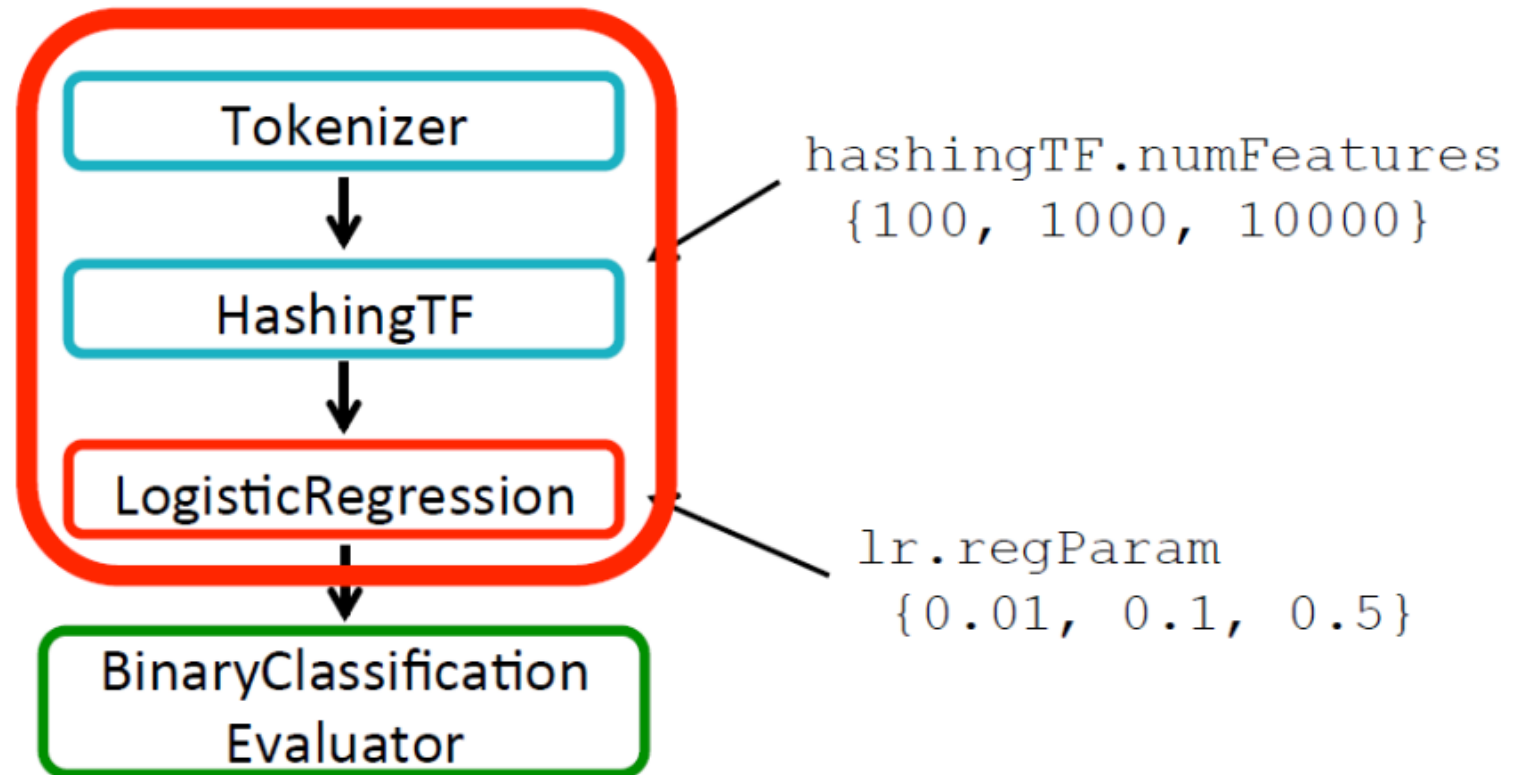 Tokenizer
HashingTF
LogisticRegression
BinaryClassification
Evaluator
hashingTF.numFeatures
{100, 1000, 10000}
lr.regParam
{0.01, 0.1, 0.5}